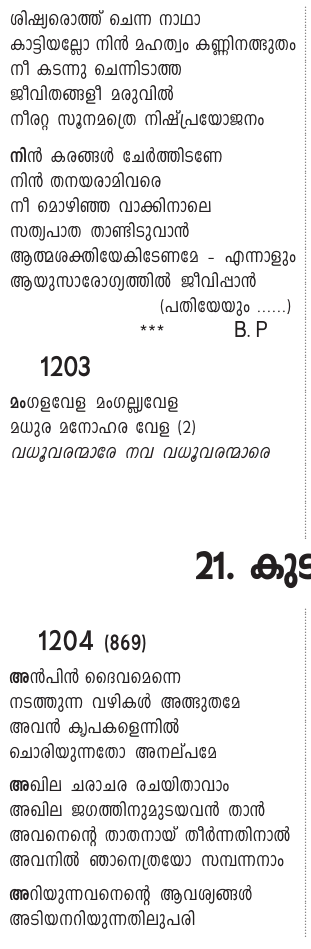 ശിഷ്യരൊത്ത് ചെന്ന നാഥാ
കാട്ടിയല്ലോ നിൻ മഹത്വം കണ്ണിനത്ഭുതം
നീ കടന്നു ചെന്നിടാത്ത
ജീവിതങ്ങളീ മരുവിൽ
നീരറ്റ സൂനമത്രെ നിഷ്പ്രയോജനം
നിൻ കരങ്ങൾ ചേർത്തിടണേ
നിൻ തനയരാമിവരെ
നീ മൊഴിഞ്ഞ വാക്കിനാലെ
സത്യപാത താണ്ടിടുവാൻ
ആത്മശക്തിയേകിടേണമേ - എന്നാളും
ആയുസാരോഗ്യത്തിൽ ജീവിപ്പാൻ
(പതിയേയും ......)
*** B. P
1203
മംഗളവേള മംഗല്ല്യവേള
മധുര മനോഹര വേള (2)
വധൂവരന്മാരേ നവ വധൂവരന്മാരെ
21. കുട
1204 (869)
അൻപിൻ ദൈവമെന്നെ
നടത്തുന്ന വഴികൾ അത്ഭുതമേ
അവൻ കൃപകളെന്നിൽ
ചൊരിയുന്നതോ അനല്പമേ
അഖില ചരാചര രചയിതാവാം
അഖില ജഗത്തിനുമുടയവൻ താൻ
അവനെന്റെ താതനായ് തീർന്നതിനാൽ
അവനിൽ ഞാനെത്രയോ സമ്പന്നനാം
അറിയുന്നവനെന്റെ ആവശ്യങ്ങൾ
അടിയനറിയുന്നതിലുപരി